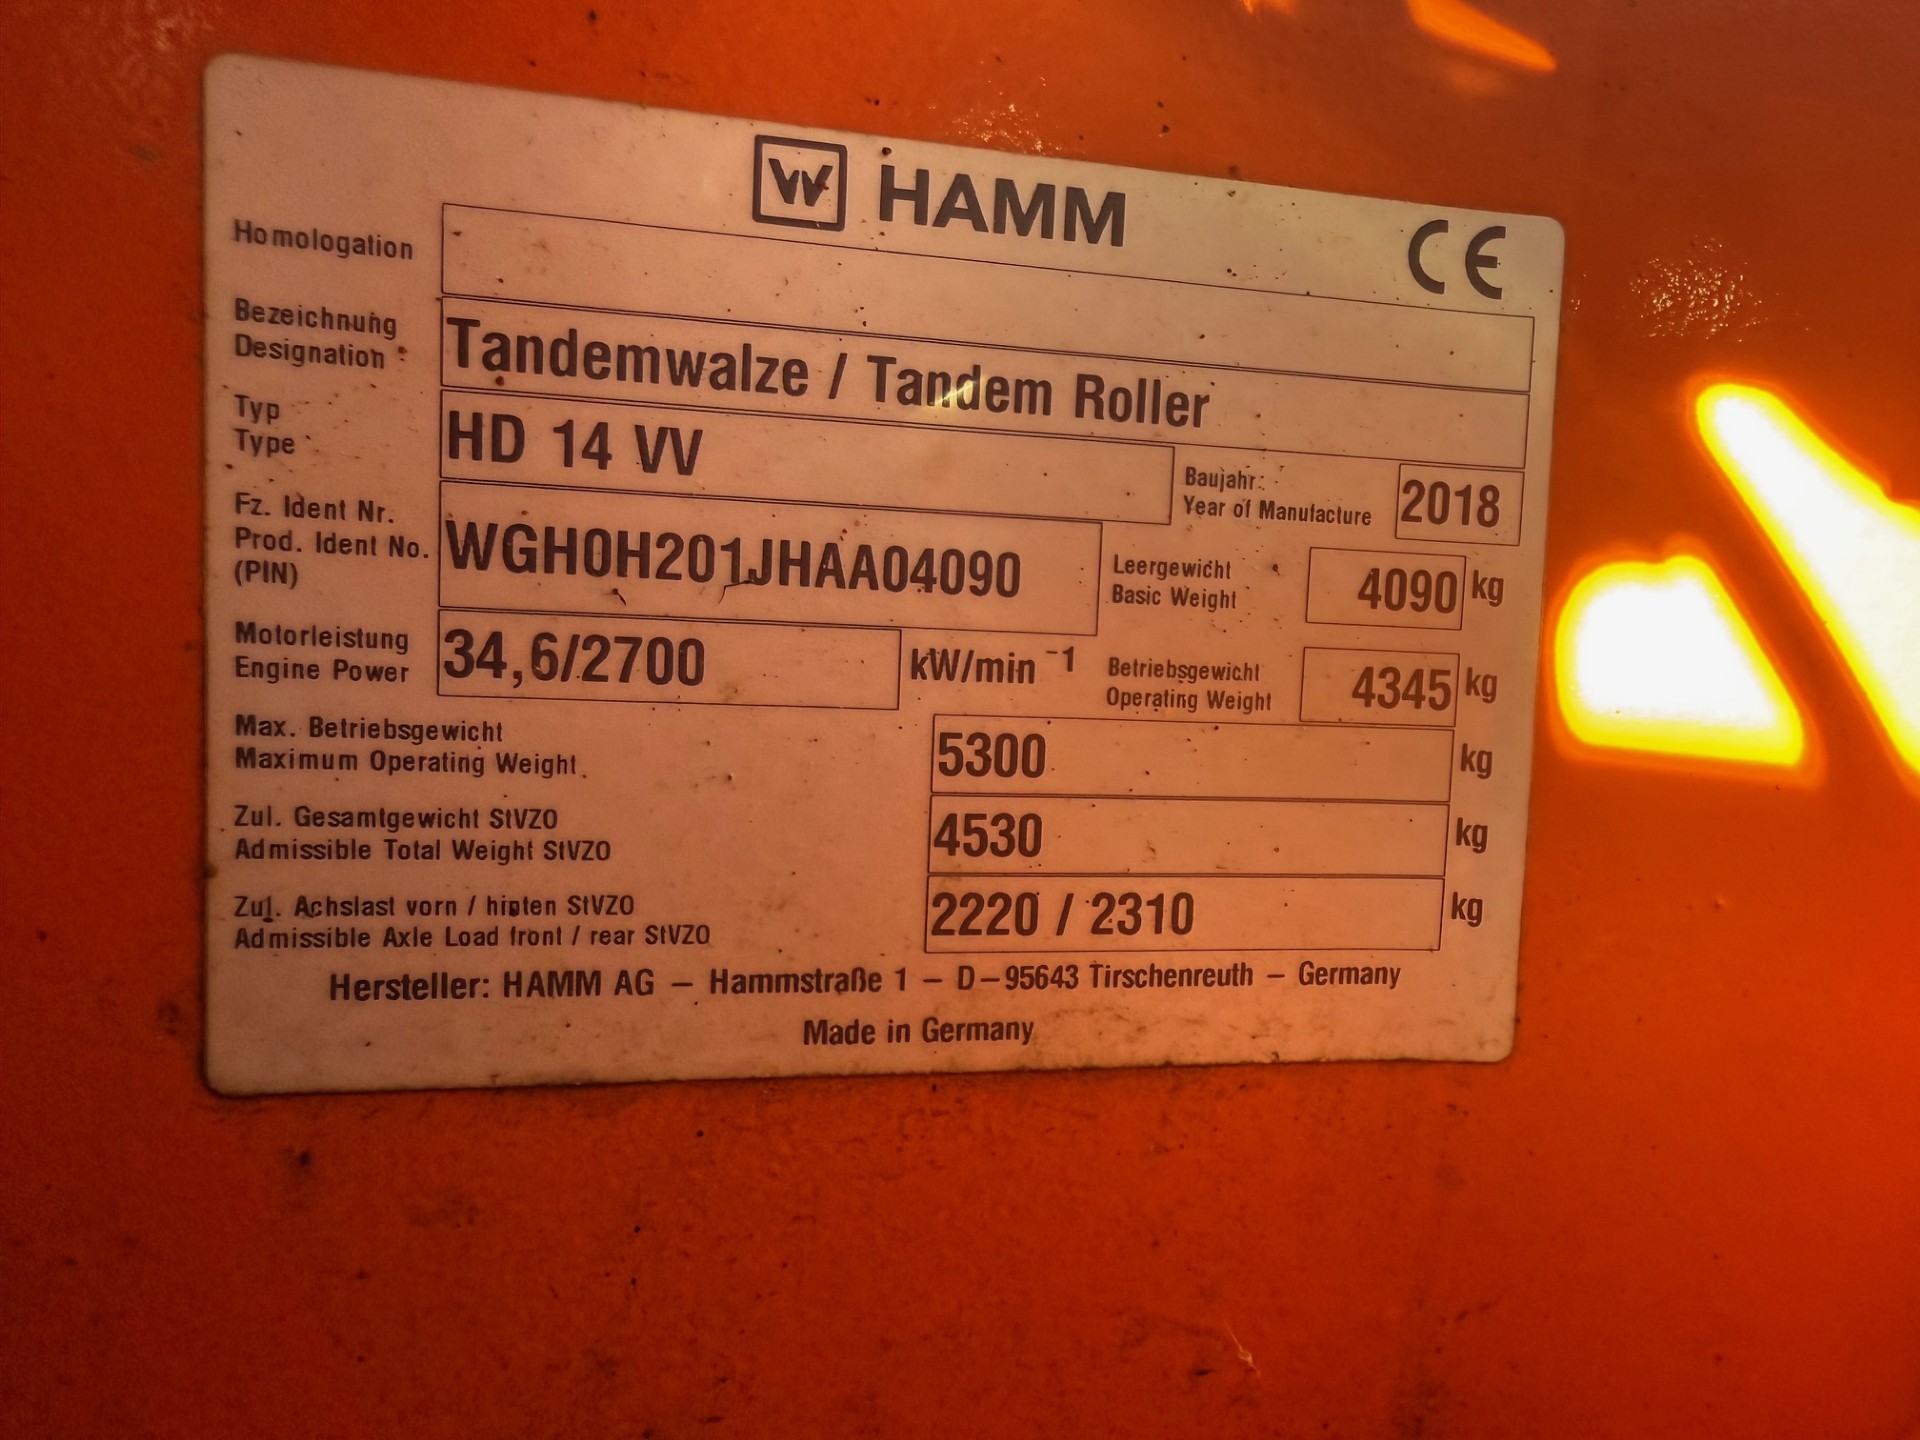 W HAMM
CE
Homologation
Bezeichnung
Designation
Tandemwalze / Tandem Roller
Typ
Type
HD 14 VV
Baujahr:
Year of Manufacture
2018
Fz. Ident Nr.
Prod. Ident No.
(PIN)
WGH0H201JHAA04090
Leergewicht
Basic Weight
4090 kg
Motorleistung
Engine Power
34,6/2700 kW/min⁻¹
Betriebsgewicht
Operating Weight
4345 kg
Max. Betriebsgewicht
Maximum Operating Weight
5300 kg
Zul. Gesamtgewicht StVZO
Admissible Total Weight StVZO
4530 kg
Zul. Achslast vorn / hinten StVZO
Admissible Axle Load front / rear StVZO
2220 / 2310 kg
Hersteller: HAMM AG – Hammstraße 1 – D–95643 Tirschenreuth – Germany
Made in Germany